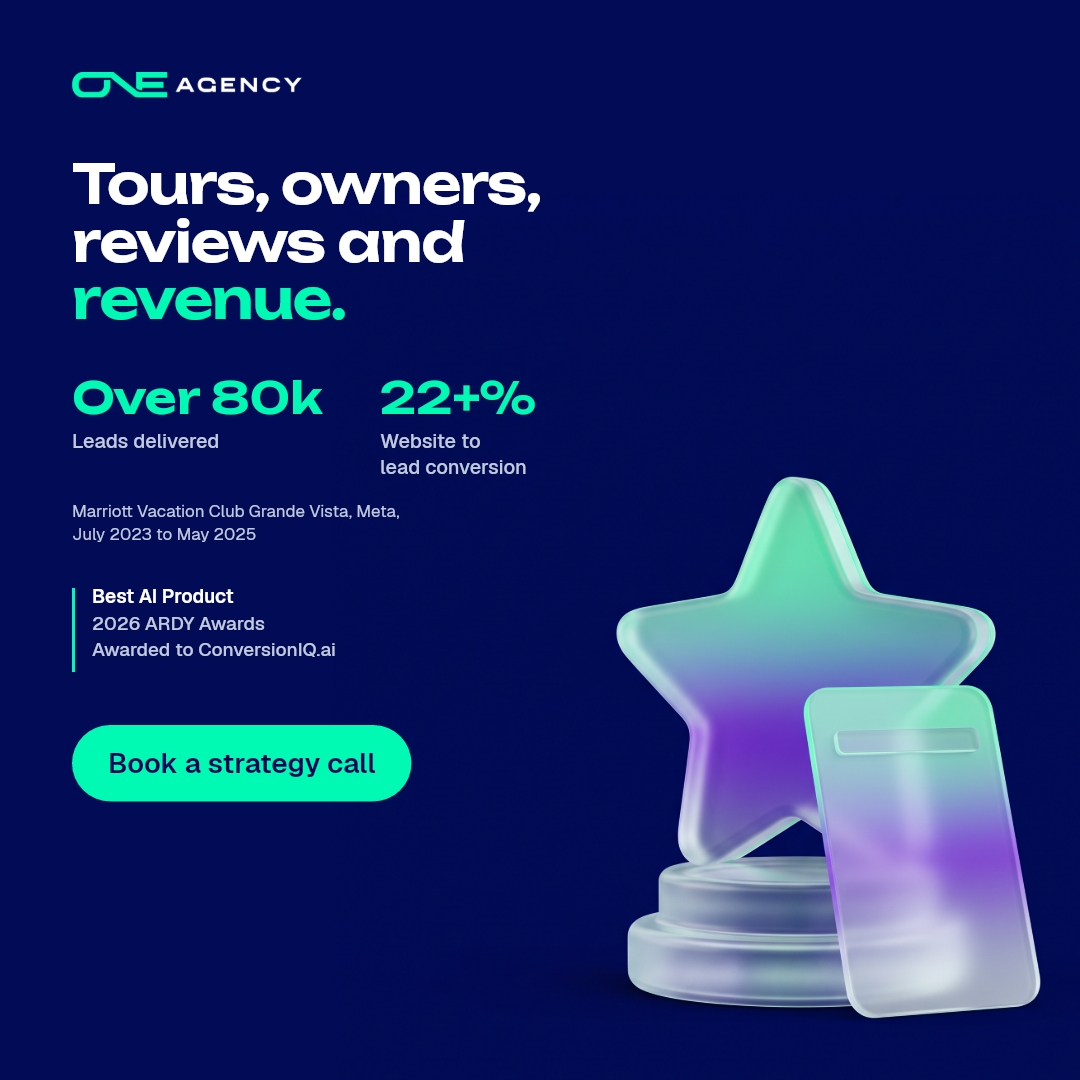 ONE AGENCY
Tours, owners,
reviews and
revenue.
Over 80k
Leads delivered
22+%
Website to
lead conversion
Marriott Vacation Club Grande Vista, Meta,
July 2023 to May 2025
Best AI Product
2026 ARDY Awards
Awarded to ConversionIQ.ai
Book a strategy call